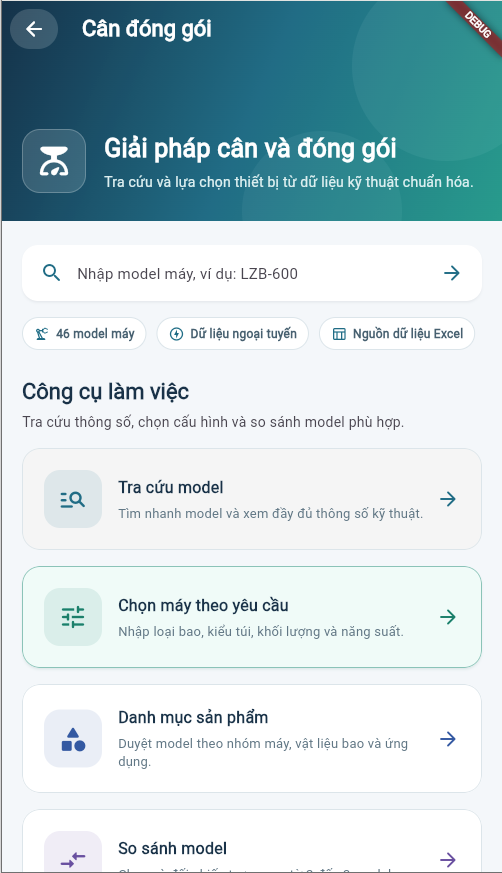 Cân đóng gói
DEBUG
Giải pháp cân và đóng gói
Tra cứu và lựa chọn thiết bị từ dữ liệu kỹ thuật chuẩn hóa.
Nhập model máy, ví dụ: LZB-600
46 model máy
Dữ liệu ngoại tuyến
Nguồn dữ liệu Excel
Công cụ làm việc
Tra cứu thông số, chọn cấu hình và so sánh model phù hợp.
Tra cứu model
Tìm nhanh model và xem đầy đủ thông số kỹ thuật.
Chọn máy theo yêu cầu
Nhập loại bao, kiểu túi, khối lượng và năng suất.
Danh mục sản phẩm
Duyệt model theo nhóm máy, vật liệu bao và ứng
dụng.
So sánh model